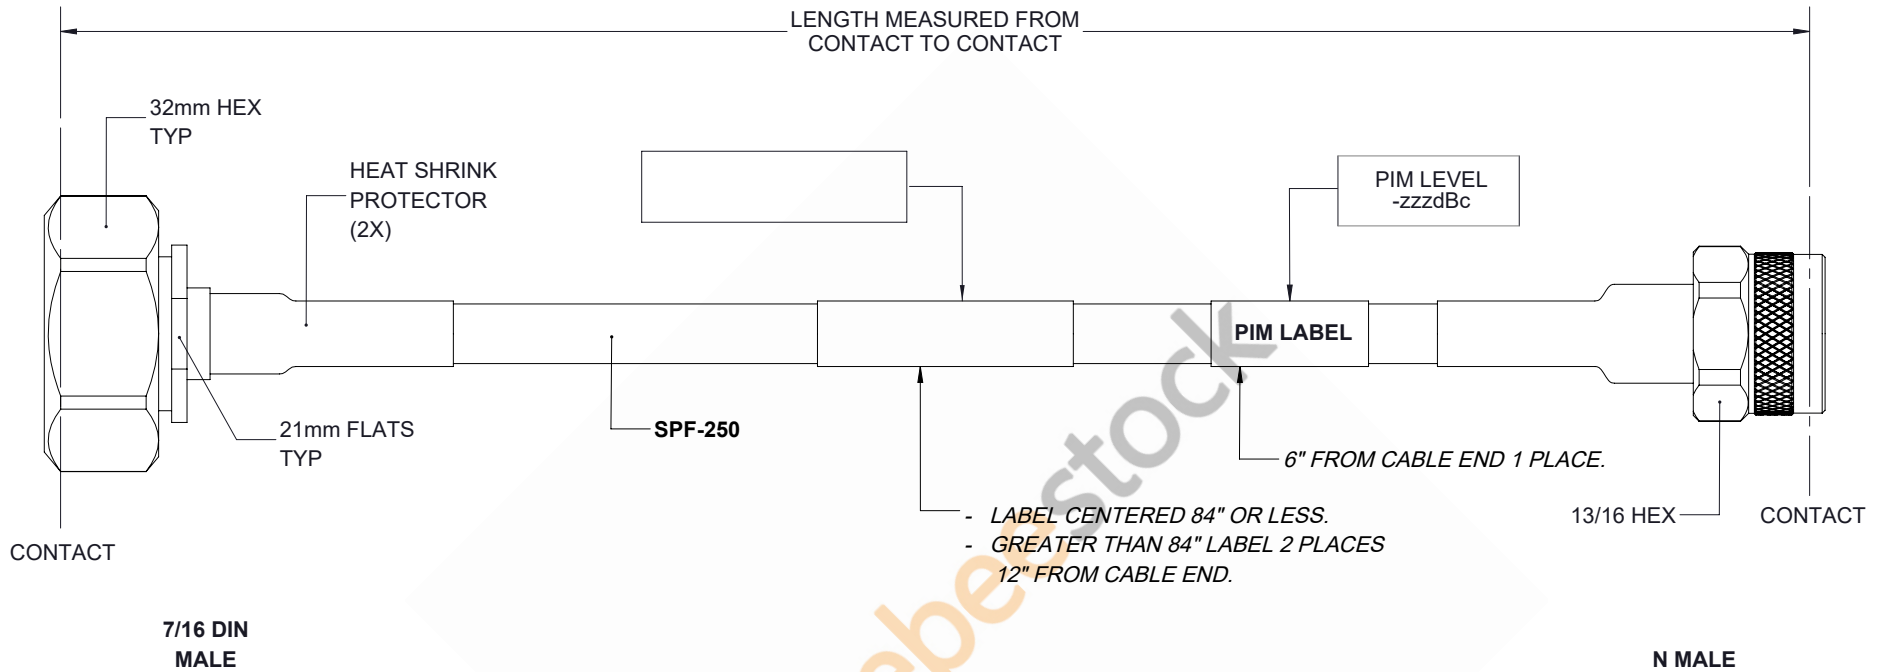 LENGTH MEASURED FROM
CONTACT TO CONTACT
32mm HEX
TYP
HEAT SHRINK
PROTECTOR
(2X)
PIM LEVEL
-zzzdBc
PIM LABEL
21mm FLATS
TYP
SPF-250
6" FROM CABLE END 1 PLACE.
- LABEL CENTERED 84" OR LESS.
- GREATER THAN 84" LABEL 2 PLACES
12" FROM CABLE END.
13/16 HEX
CONTACT
CONTACT
7/16 DIN
MALE
N MALE
ebeestock